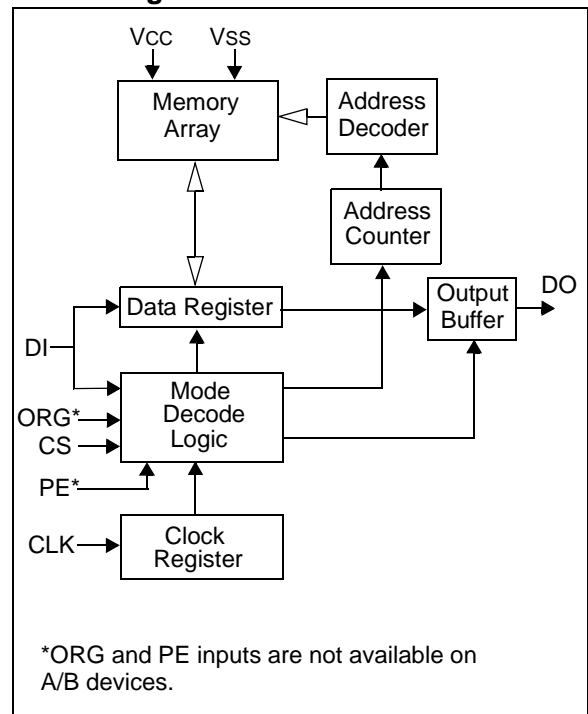 Vcc Vss
Memory
Array
Address
Decoder
Address
Counter
Data Register
Output
Buffer
DO
DI
Mode
Decode
Logic
ORG*
CS
PE*
CLK
Clock
Register
*ORG and PE inputs are not available on
A/B devices.